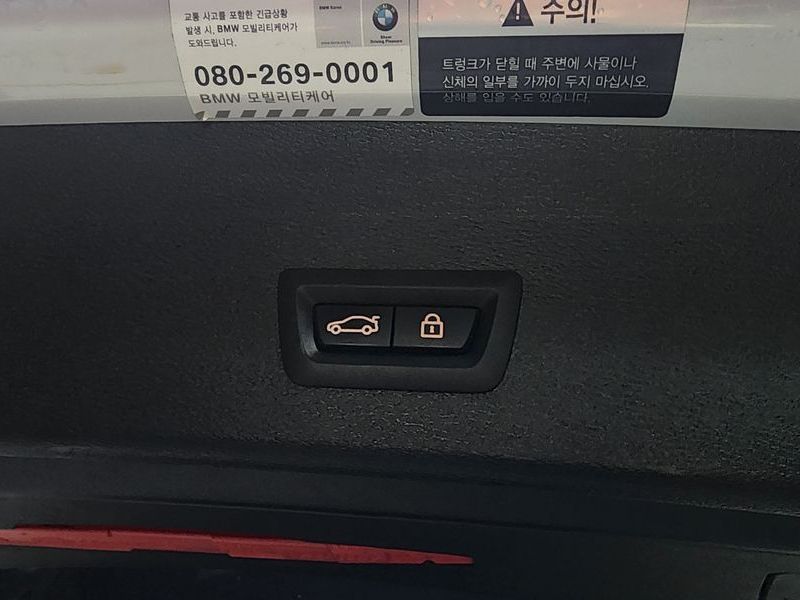 교통 사고를 포함한 긴급상황
발생 시, BMW 모빌리티케어가
도와드립니다.
BMW Korea
080-269-0001
BMW 모빌리티케어
주의!
트렁크가 닫힐 때 주변에 사물이나
신체의 일부를 가까이 두지 마십시오.
상해를 입을 수도 있습니다.